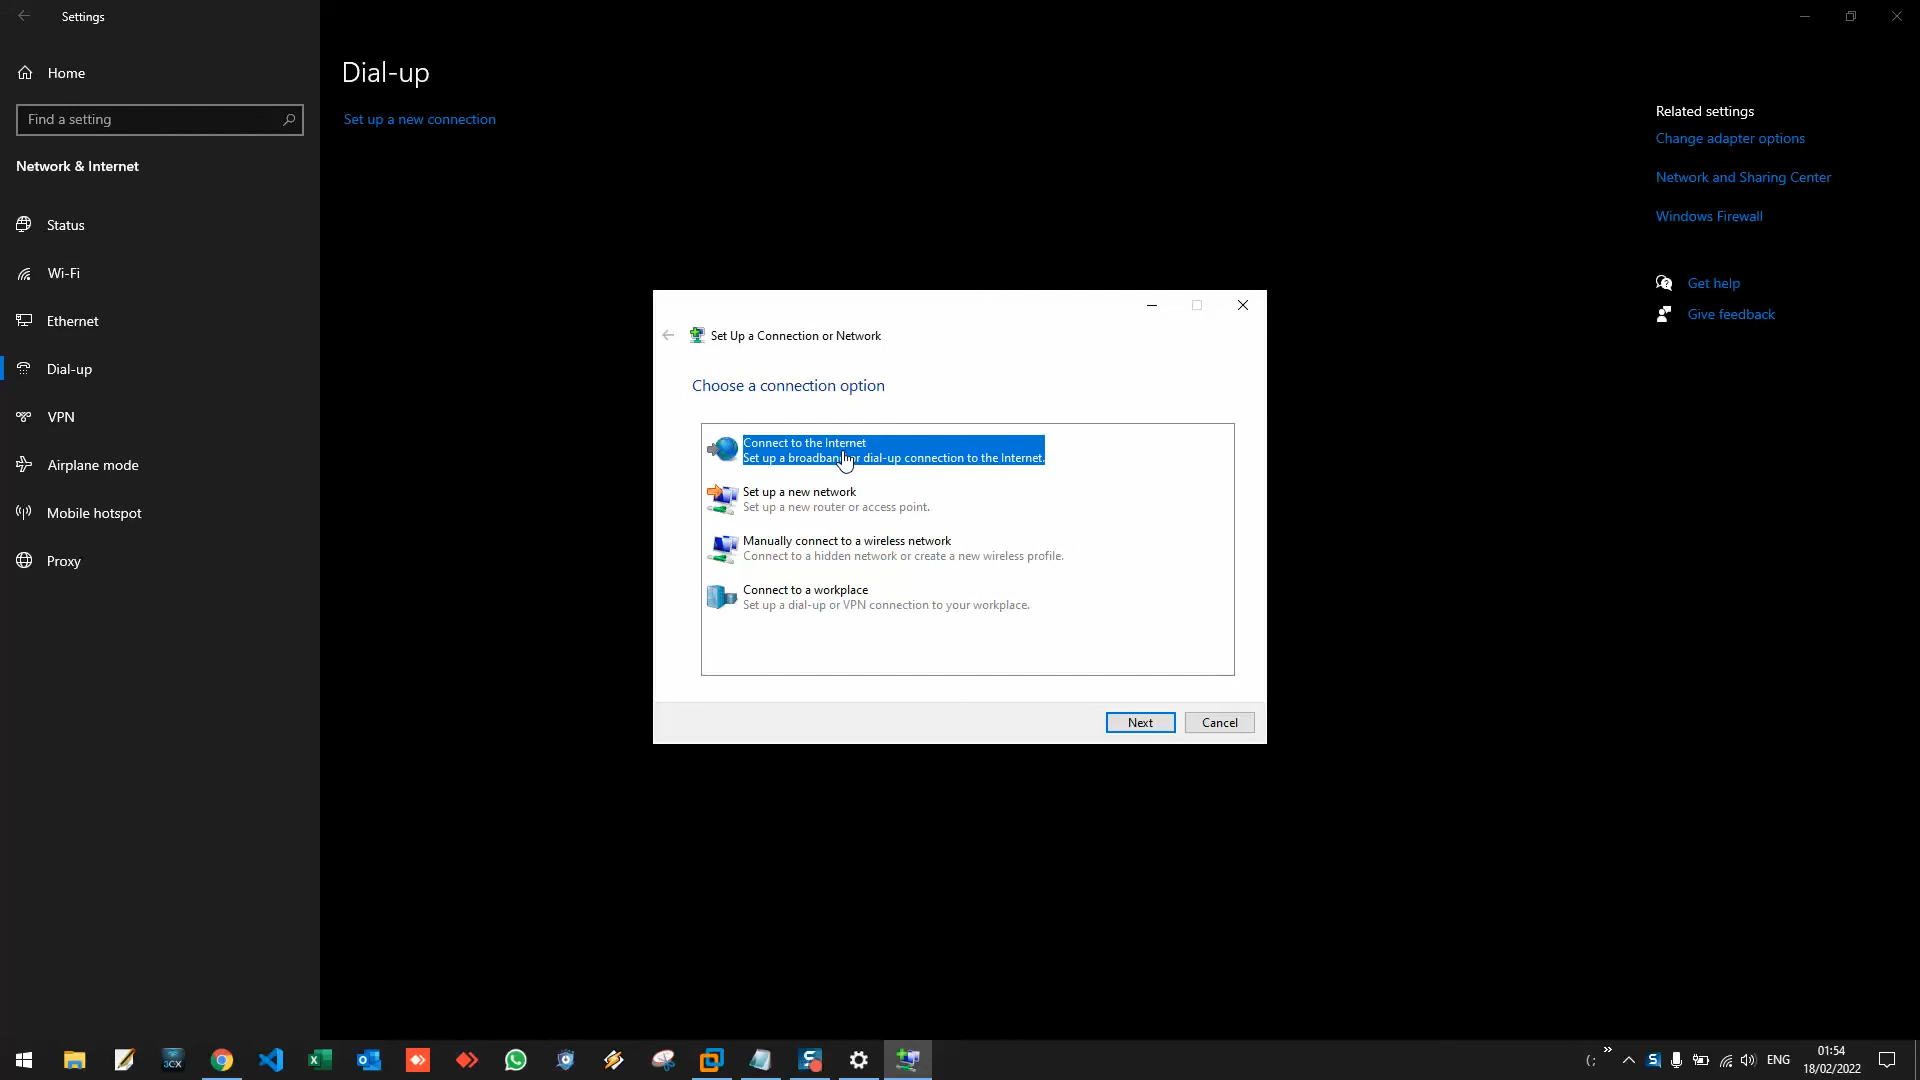 Settings
Home
Find a setting
Network & Internet
Status
Wi-Fi
Ethernet
Dial-up
VPN
Airplane mode
Mobile hotspot
Proxy
Dial-up
Set up a new connection
Related settings
Change adapter options
Network and Sharing Center
Windows Firewall
Get help
Give feedback
Set Up a Connection or Network
Choose a connection option
Connect to the Internet
Set up a broadband or dial-up connection to the Internet.
Set up a new network
Set up a new router or access point.
Manually connect to a wireless network
Connect to a hidden network or create a new wireless profile.
Connect to a workplace
Set up a dial-up or VPN connection to your workplace.
Next
Cancel
3CX
(;
ENG
01:54
18/02/2022